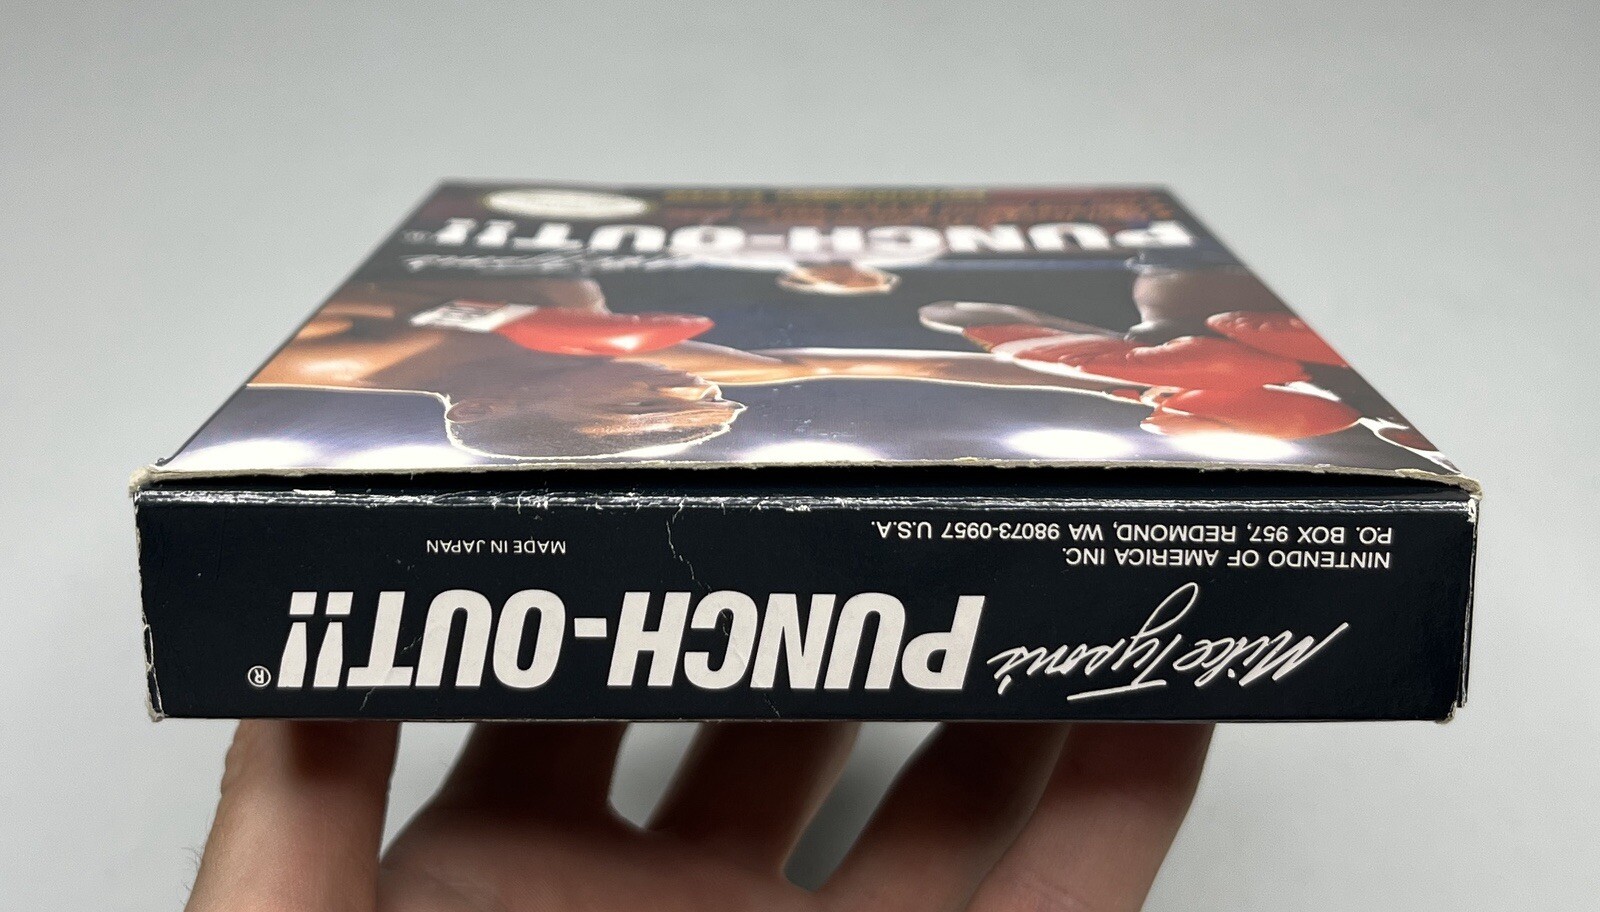 Mike Tyson's PUNCH-OUT!!®
NINTENDO OF AMERICA INC.
P.O. BOX 957, REDMOND, WA 98073-0957 U.S.A.
MADE IN JAPAN
PUNCH-OUT!!